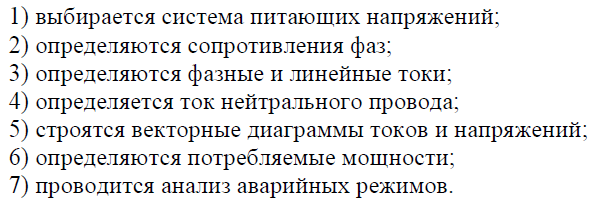 1) выбирается система питающих напряжений;
2) определяются сопротивления фаз;
3) определяются фазные и линейные токи;
4) определяется ток нейтрального провода;
5) строятся векторные диаграммы токов и напряжений;
6) определяются потребляемые мощности;
7) проводится анализ аварийных режимов.